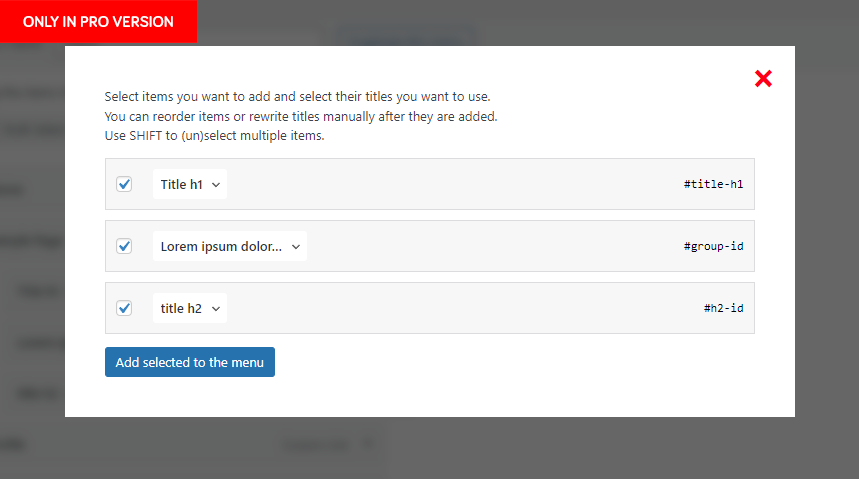 ONLY IN PRO VERSION
Select items you want to add and select their titles you want to use.
You can reorder items or rewrite titles manually after they are added.
Use SHIFT to (un)select multiple items.
Title h1 #title-h1
Lorem ipsum dolor... #group-id
title h2 #h2-id
Add selected to the menu